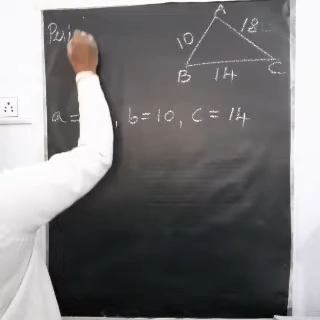 A
10
18
B
14
C
a = , b = 10 , c = 14